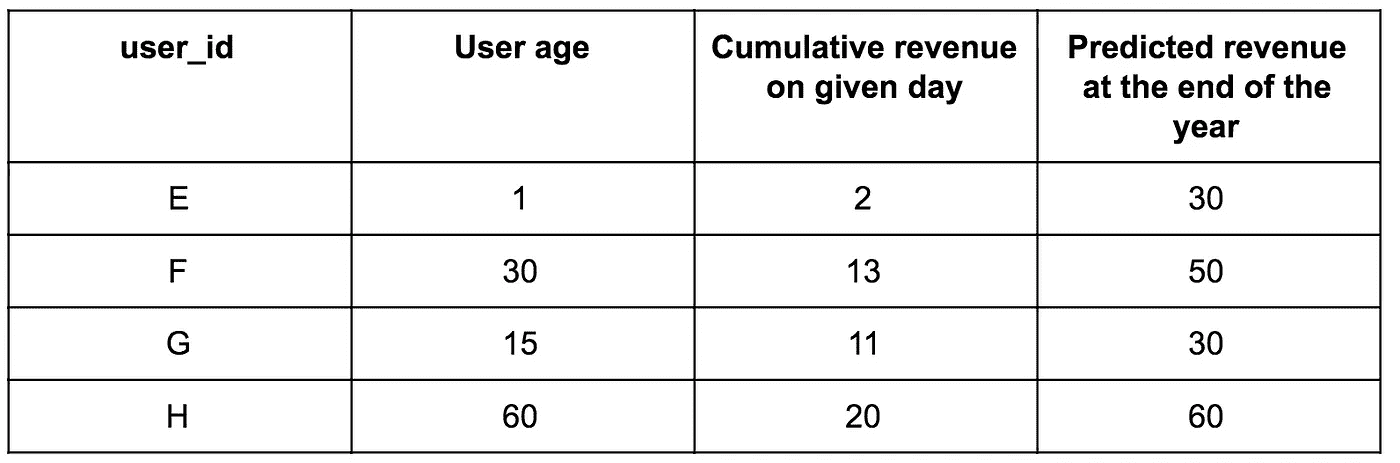 user_id User age Cumulative revenue on given day Predicted revenue at the end of the year
E 1 2 30
F 30 13 50
G 15 11 30
H 60 20 60